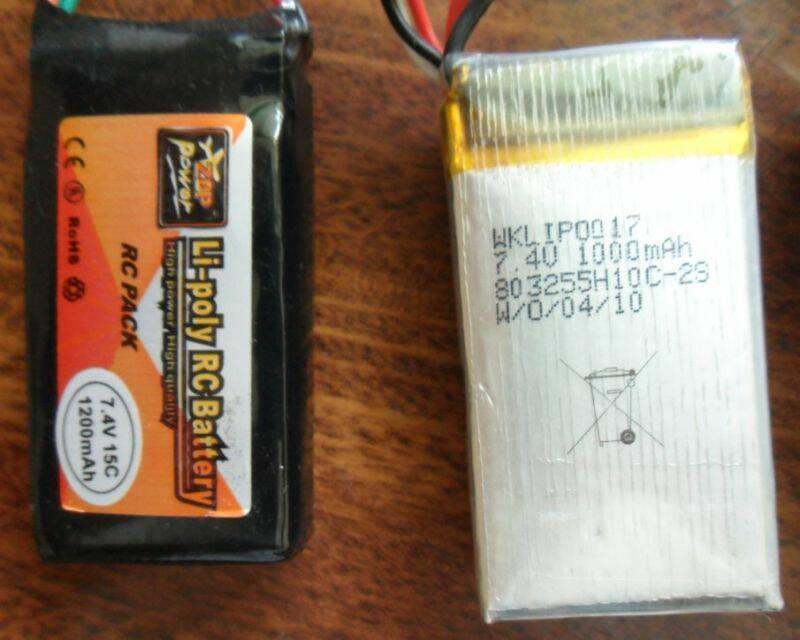 ZOP
power
Li-poly RC Battery
High power, High quality
RC PACK
CE RoHS
7.4V 15C
1200mAh
WKLIP0017
7.4V 1000mAh
803255H10C-2S
W/O/04/10